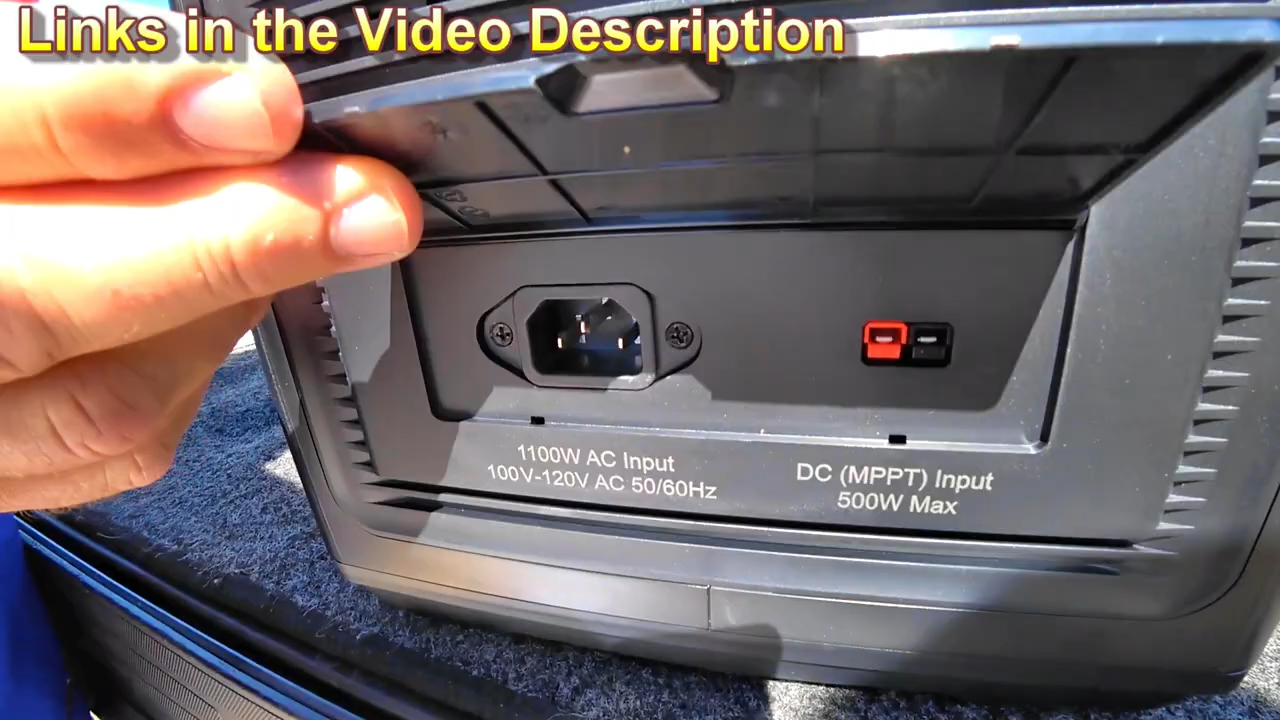 Links in the Video Description
1100W AC Input
100V-120V AC 50/60Hz
DC (MPPT) Input
500W Max